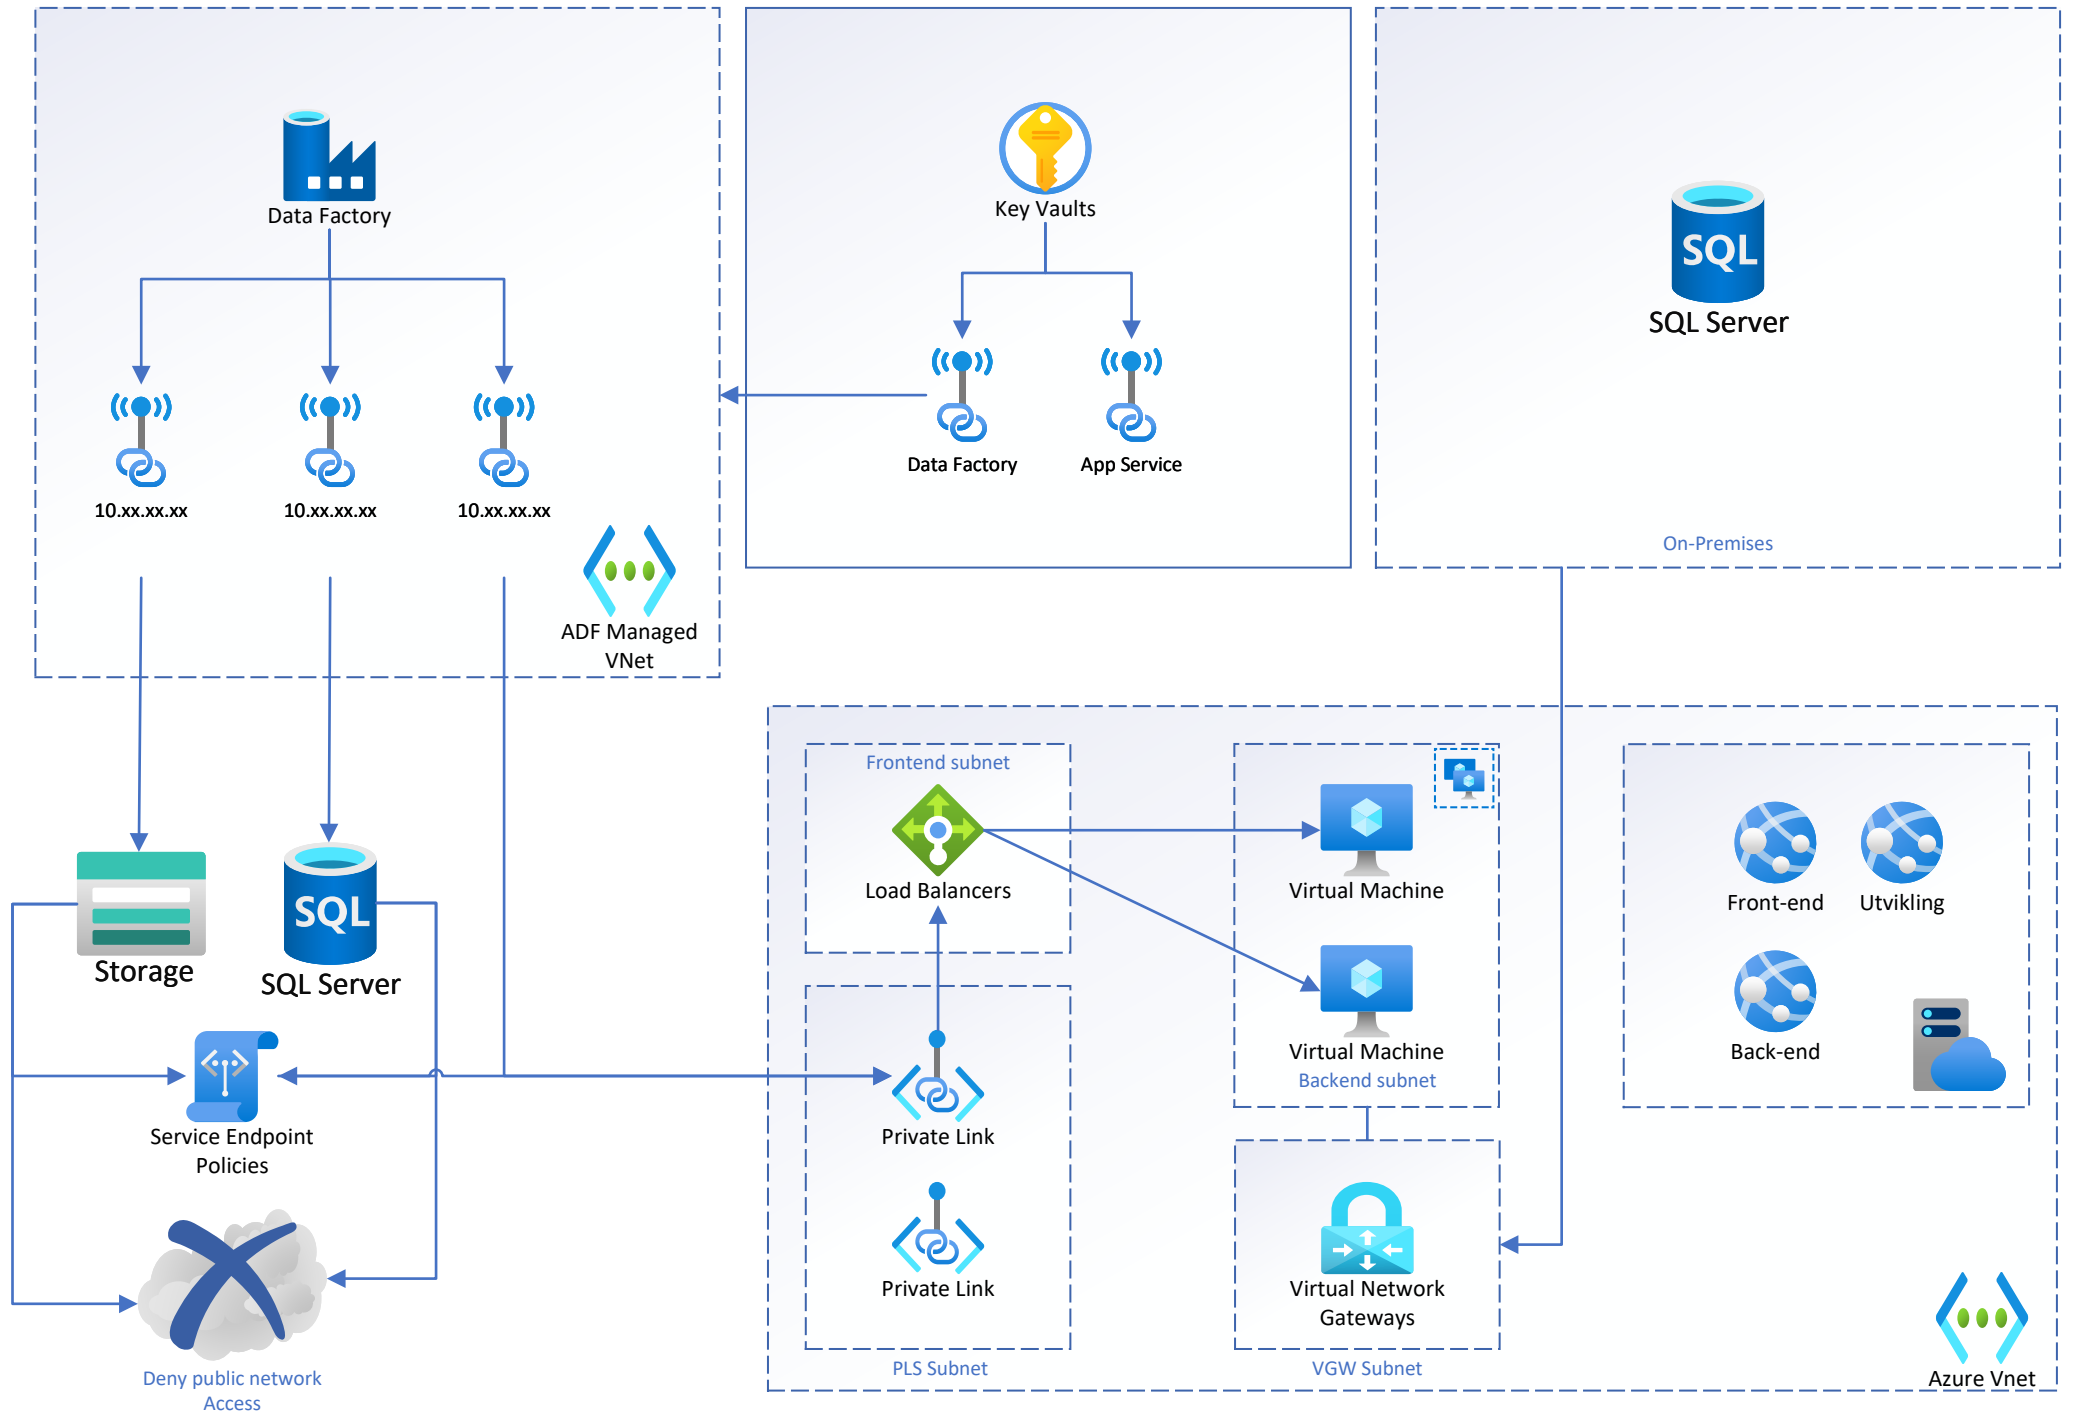 Data Factory
10.xx.xx.xx
10.xx.xx.xx
10.xx.xx.xx
ADF Managed
VNet
Key Vaults
Data Factory
App Service
SQL
SQL Server
On-Premises
Storage
SQL
SQL Server
Service Endpoint
Policies
Deny public network
Access
Frontend subnet
Load Balancers
Private Link
Private Link
PLS Subnet
Virtual Machine
Virtual Machine
Backend subnet
Virtual Network
Gateways
VGW Subnet
Front-end
Utvikling
Back-end
Azure Vnet